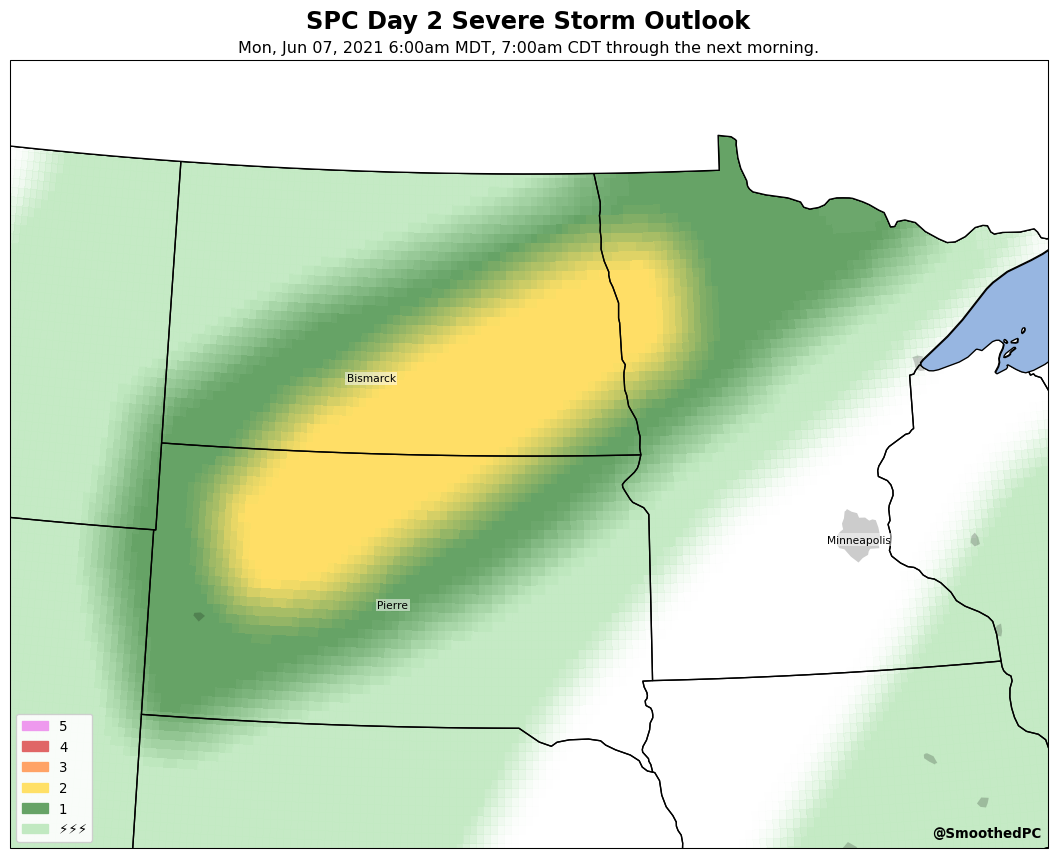 SPC Day 2 Severe Storm Outlook
Mon, Jun 07, 2021 6:00am MDT, 7:00am CDT through the next morning.
Bismarck
Minneapolis
Pierre
5
4
3
2
1
⚡⚡⚡
@SmoothedPC